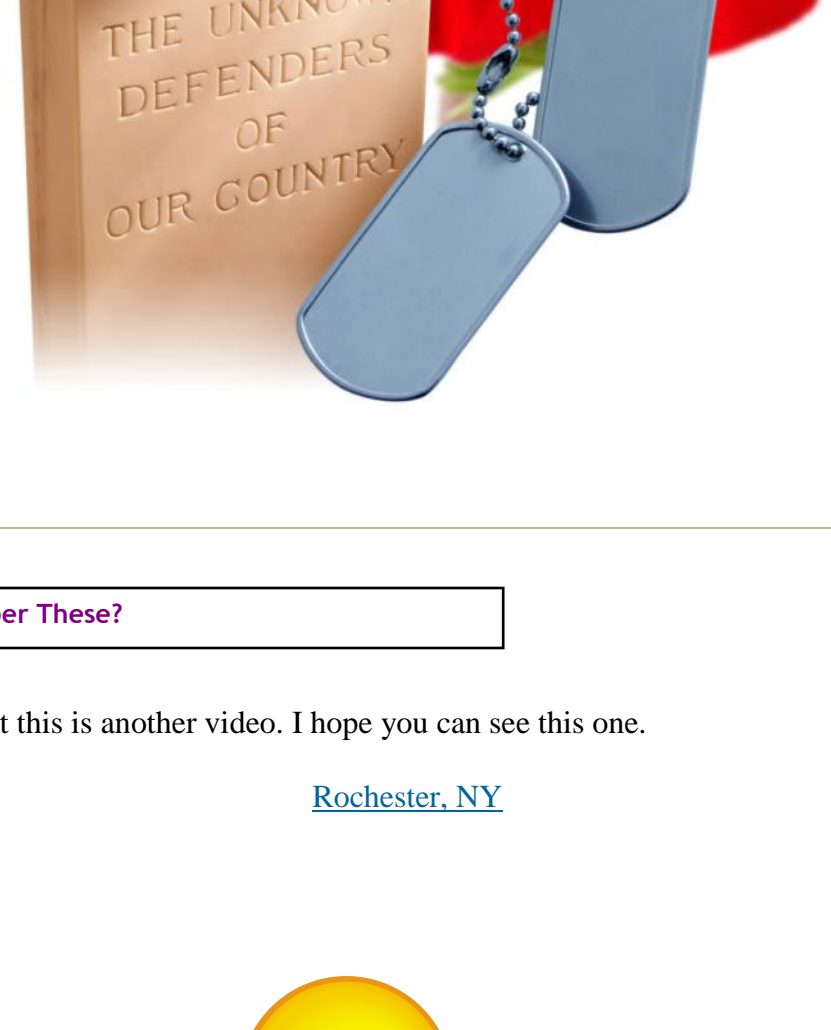 THE UNKNOWN
DEFENDERS
OF
OUR COUNTRY
ber These?
t this is another video. I hope you can see this one.
Rochester, NY